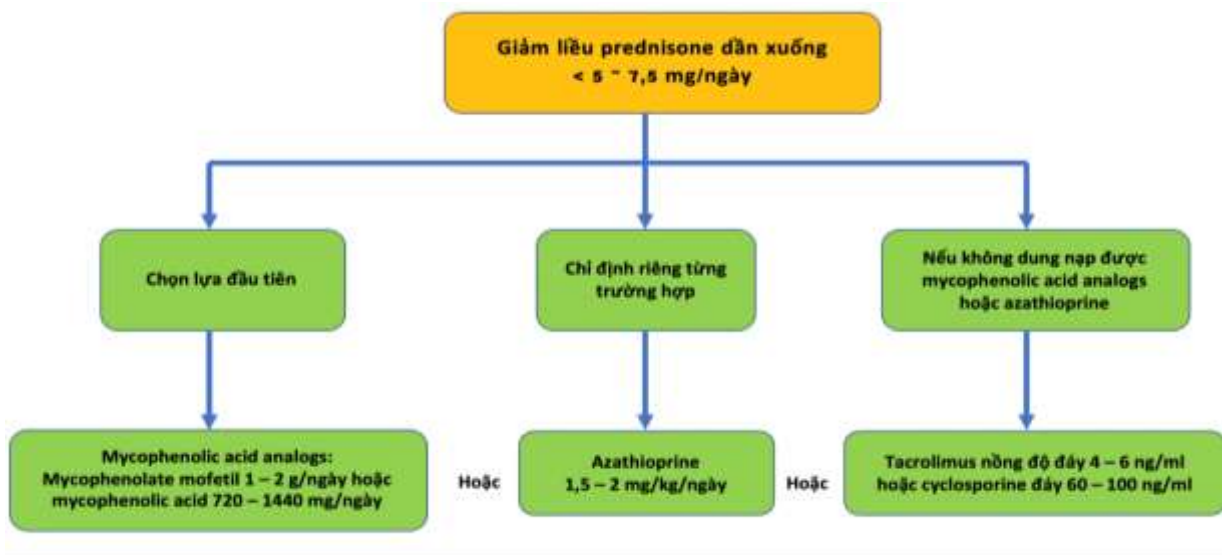 Giảm liều prednisone dần xuống
< 5 ~ 7,5 mg/ngày
Chọn lựa đầu tiên
Chỉ định riêng từng
trường hợp
Nếu không dung nạp được
mycophenolic acid analogs
hoặc azathioprine
Mycophenolic acid analogs:
Mycophenolate mofetil 1 – 2 g/ngày hoặc
mycophenolic acid 720 – 1440 mg/ngày
Hoặc
Azathioprine
1,5 – 2 mg/kg/ngày
Hoặc
Tacrolimus nồng độ đáy 4 – 6 ng/ml
hoặc cyclosporine đáy 60 – 100 ng/ml